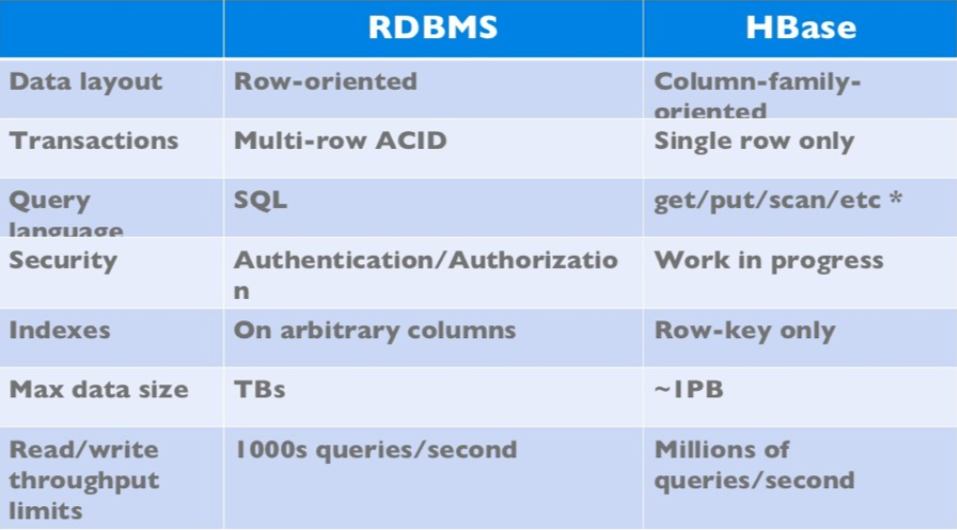 RDBMS HBase
Data layout Row-oriented Column-family-
oriented
Transactions Multi-row ACID Single row only
Query SQL get/put/scan/etc *
language
Security Authentication/Authorizatio Work in progress
n
Indexes On arbitrary columns Row-key only
Max data size TBs ~1PB
Read/write 1000s queries/second Millions of
throughput queries/second
limits